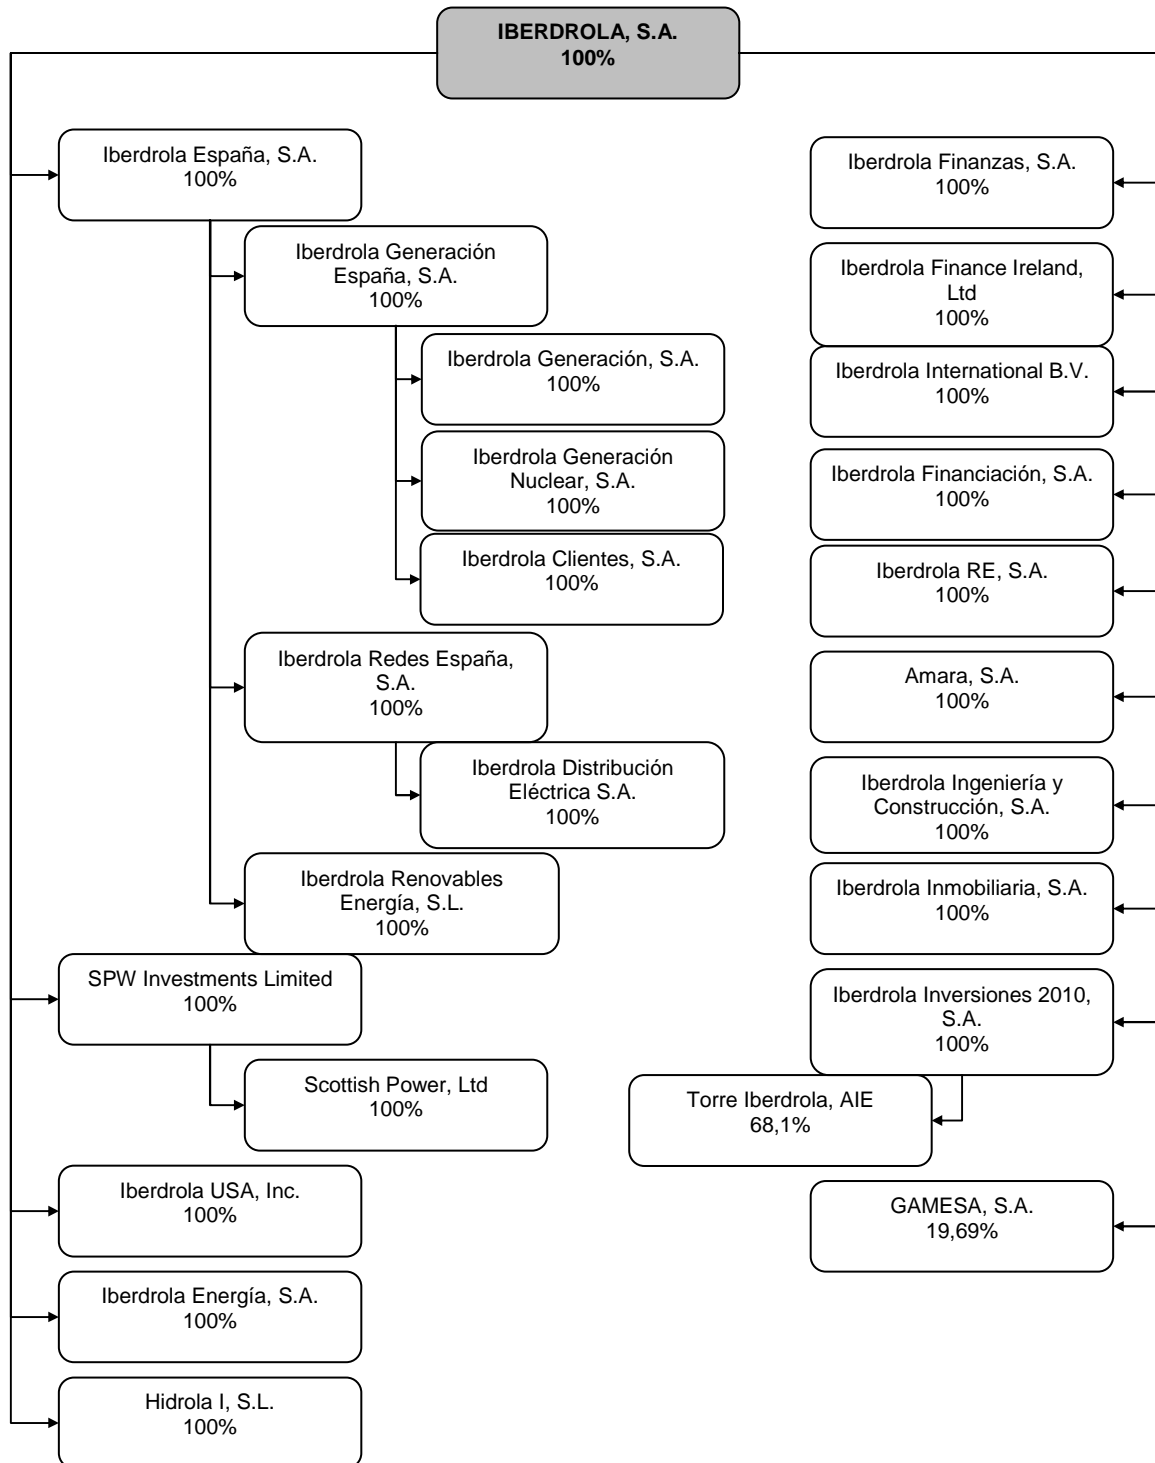 IBERDROLA, S.A.
100%
Iberdrola España, S.A.
100%
Iberdrola Generación
España, S.A.
100%
Iberdrola Generación, S.A.
100%
Iberdrola Generación
Nuclear, S.A.
100%
Iberdrola Clientes, S.A.
100%
Iberdrola Redes España,
S.A.
100%
Iberdrola Distribución
Eléctrica S.A.
100%
Iberdrola Renovables
Energía, S.L.
100%
SPW Investments Limited
100%
Scottish Power, Ltd
100%
Iberdrola USA, Inc.
100%
Iberdrola Energía, S.A.
100%
Hidrola I, S.L.
100%
Iberdrola Finanzas, S.A.
100%
Iberdrola Finance Ireland,
Ltd
100%
Iberdrola International B.V.
100%
Iberdrola Financiación, S.A.
100%
Iberdrola RE, S.A.
100%
Amara, S.A.
100%
Iberdrola Ingeniería y
Construcción, S.A.
100%
Iberdrola Inmobiliaria, S.A.
100%
Iberdrola Inversiones 2010,
S.A.
100%
Torre Iberdrola, AIE
68,1%
GAMESA, S.A.
19,69%